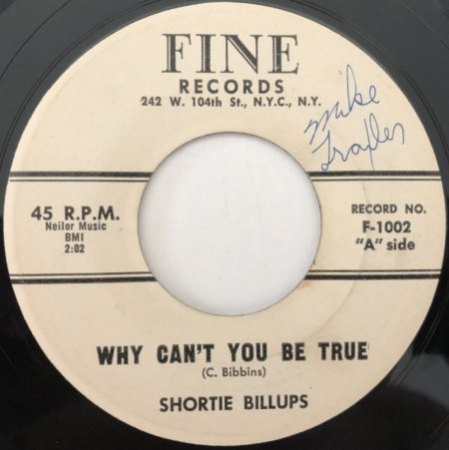 FINE
RECORDS
242 W. 104th St., N.Y.C., N.Y.
Mike
45 R.P.M.
Neilor Music
BMI
2:02
RECORD NO.
F-1002
"A" side
WHY CAN'T YOU BE TRUE
(C. Bibbins)
SHORTIE BILLUPS